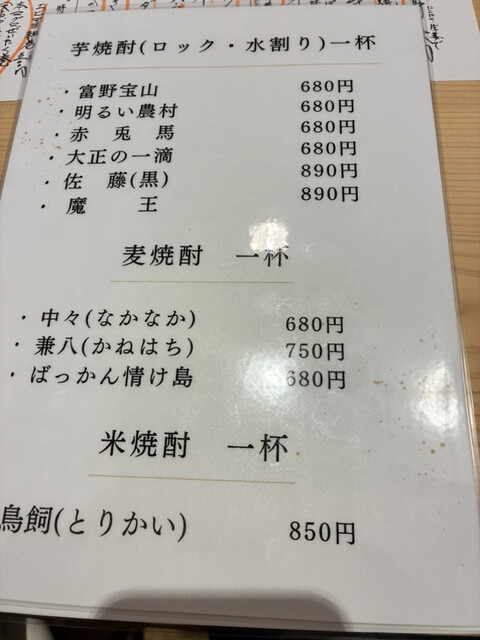 芋焼酎(ロック・水割り)一杯
・富野宝山 680円
・明るい農村 680円
・赤 兎 馬 680円
・大正の一滴 680円
・佐 藤(黒) 890円
・魔 王 890円
麦焼酎 一杯
・中々(なかなか) 680円
・兼八(かねはち) 750円
・ばっかん情け島 680円
米焼酎 一杯
鳥飼(とりかい) 850円